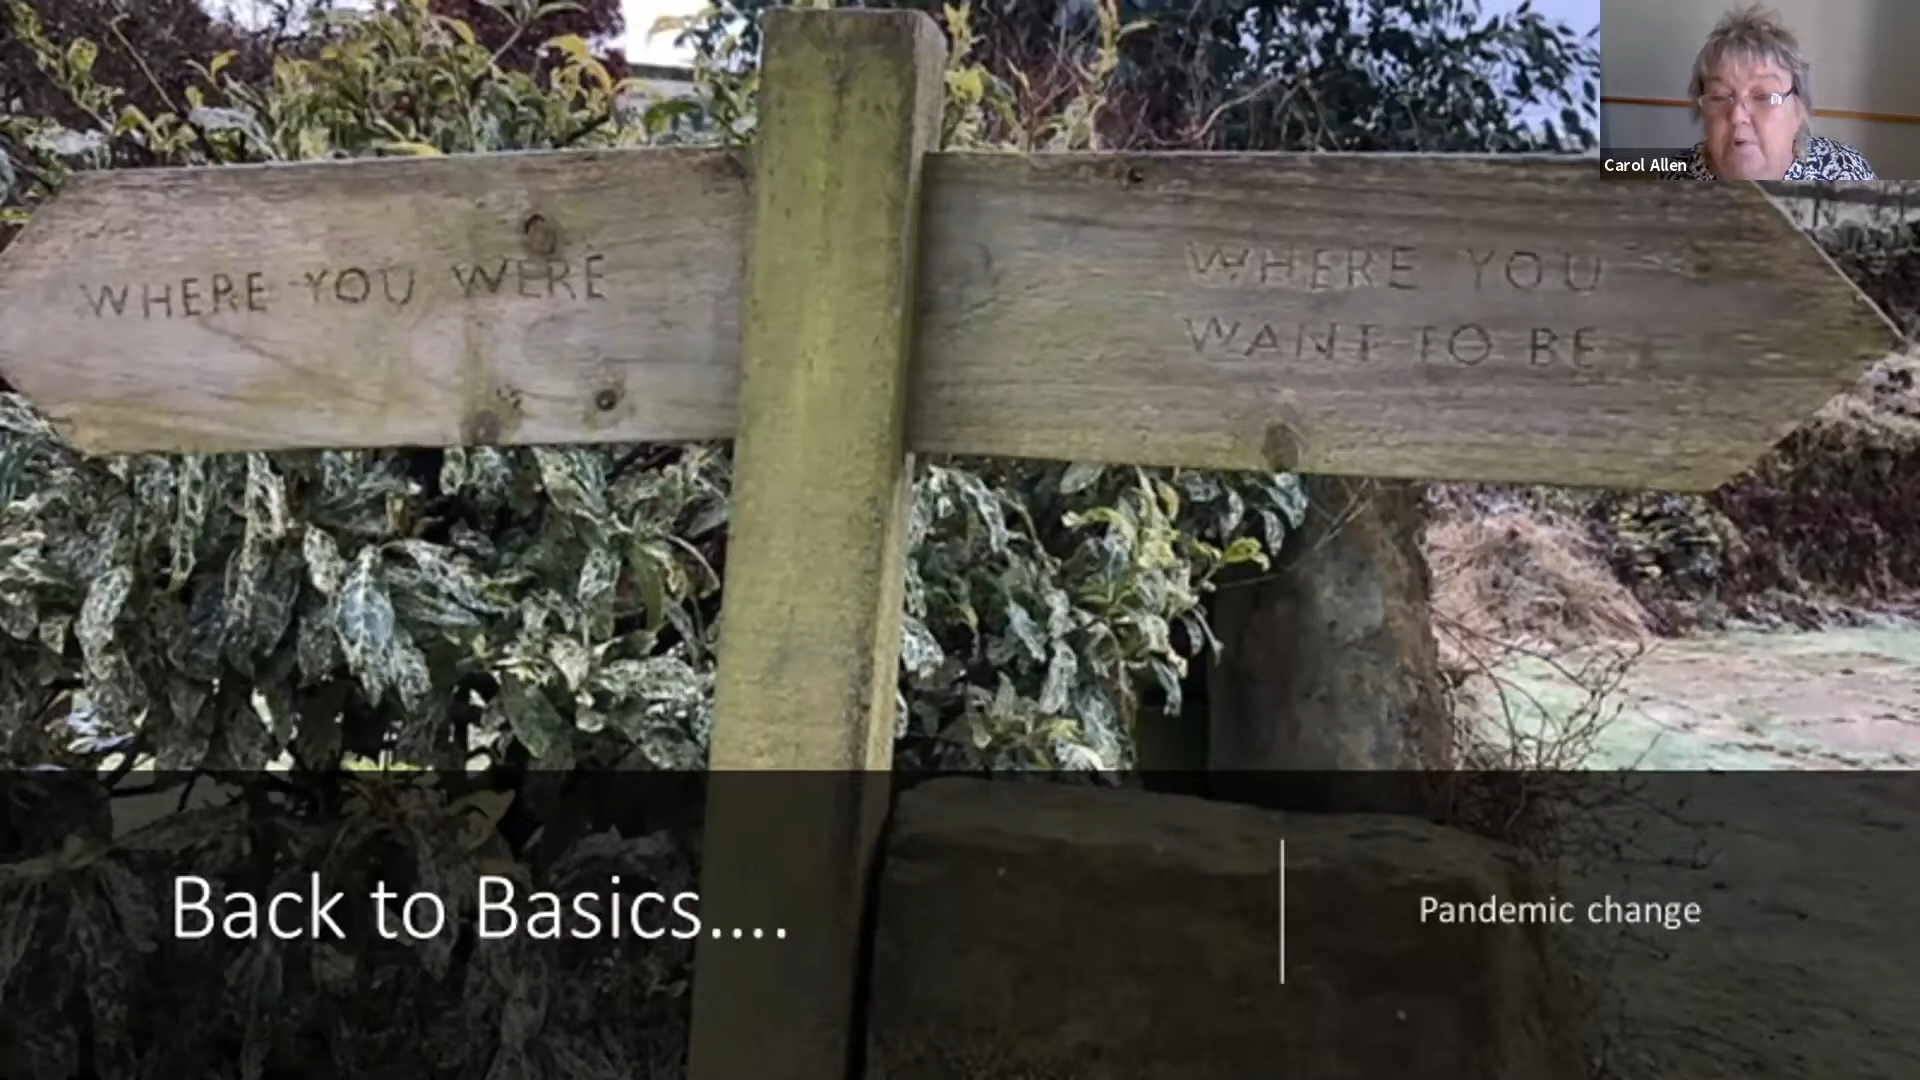 Carol Allen
WHERE YOU WERE
WHERE YOU
WANT TO BE
Back to Basics....
Pandemic change